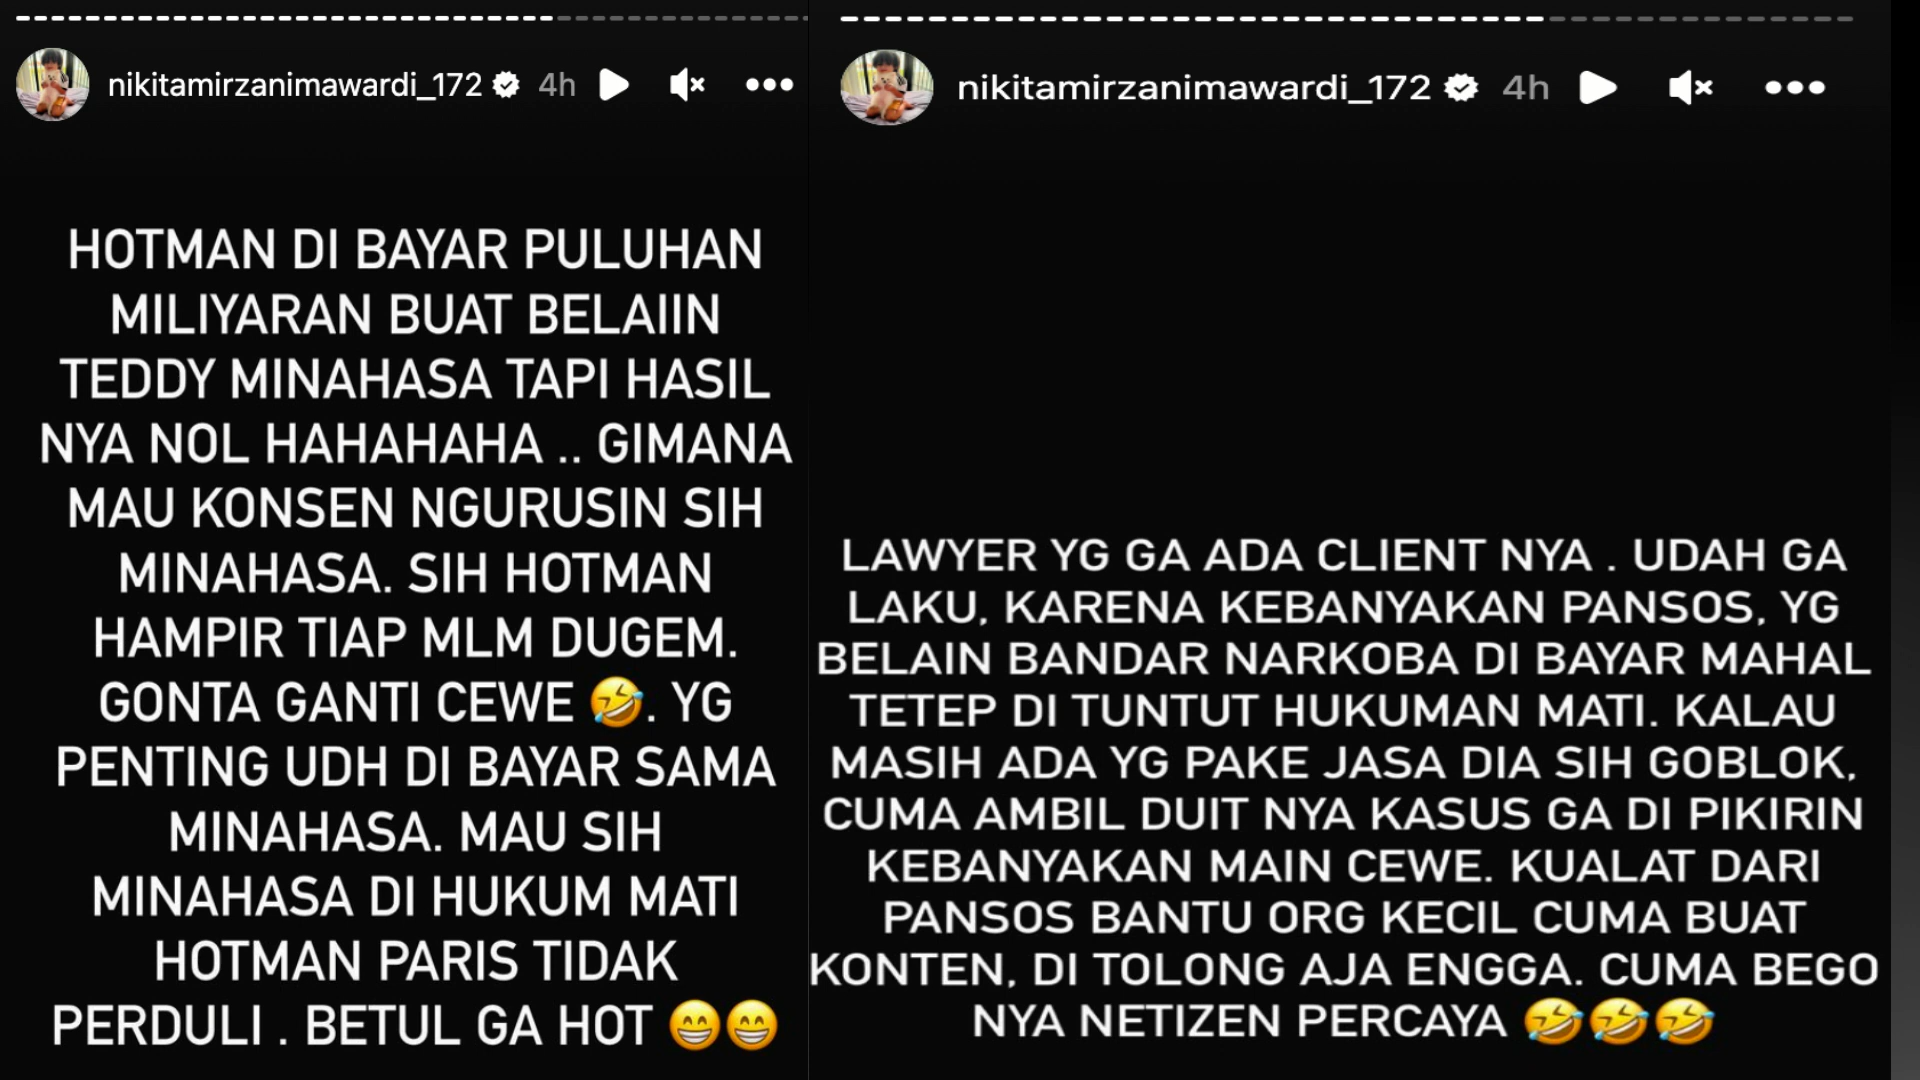 nikitamirzanimawardi_172 4h
HOTMAN DI BAYAR PULUHAN
MILIYARAN BUAT BELAIIN
TEDDY MINAHASA TAPI HASIL
NYA NOL HAHAHAHA .. GIMANA
MAU KONSEN NGURUSIN SIH
MINAHASA. SIH HOTMAN
HAMPIR TIAP MLM DUGEM.
GONTA GANTI CEWE 🤣. YG
PENTING UDH DI BAYAR SAMA
MINAHASA. MAU SIH
MINAHASA DI HUKUM MATI
HOTMAN PARIS TIDAK
PERDULI . BETUL GA HOT 😁😁
nikitamirzanimawardi_172 4h
LAWYER YG GA ADA CLIENT NYA . UDAH GA
LAKU, KARENA KEBANYAKAN PANSOS, YG
BELAIN BANDAR NARKOBA DI BAYAR MAHAL
TETEP DI TUNTUT HUKUMAN MATI. KALAU
MASIH ADA YG PAKE JASA DIA SIH GOBLOK,
CUMA AMBIL DUIT NYA KASUS GA DI PIKIRIN
KEBANYAKAN MAIN CEWE. KUALAT DARI
PANSOS BANTU ORG KECIL CUMA BUAT
KONTEN, DI TOLONG AJA ENGGA. CUMA BEGO
NYA NETIZEN PERCAYA 🤣🤣🤣